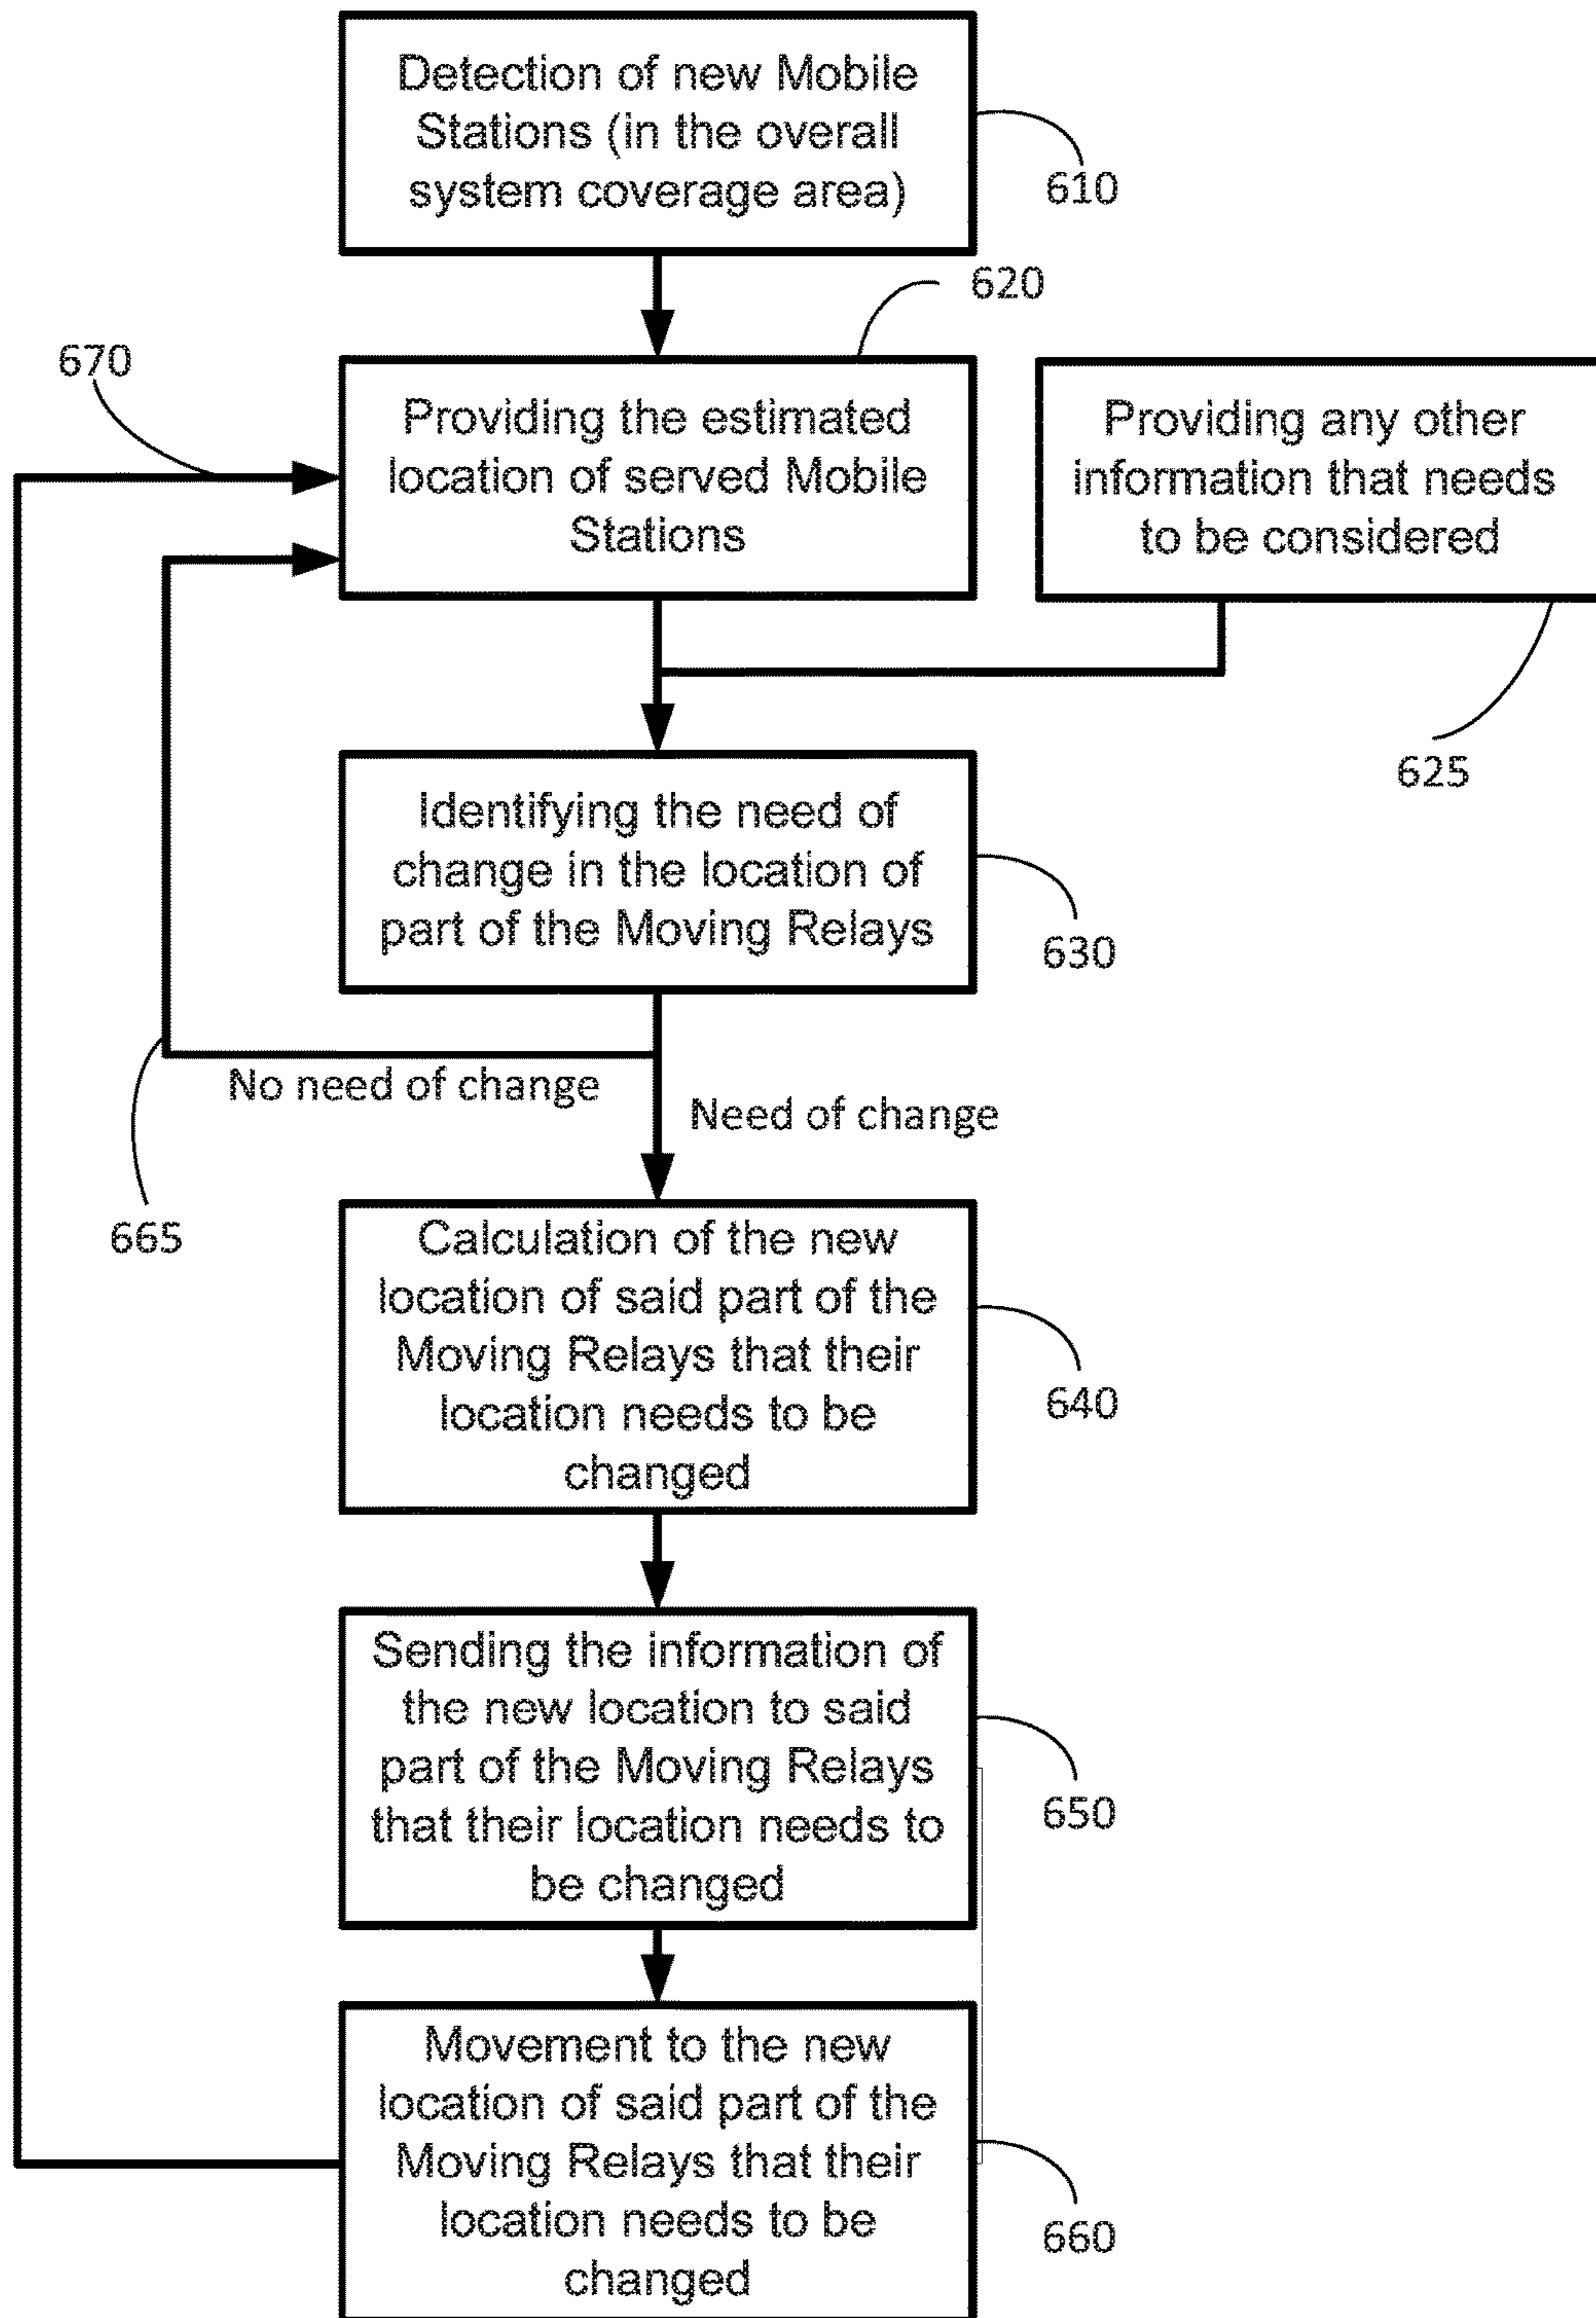 Detection of new Mobile
Stations (in the overall
system coverage area)
610
620
670
Providing the estimated
location of served Mobile
Stations
Providing any other
information that needs
to be considered
625
Identifying the need of
change in the location of
part of the Moving Relays
630
No need of change
Need of change
665
Calculation of the new
location of said part of the
Moving Relays that their
location needs to be
changed
640
Sending the information of
the new location to said
part of the Moving Relays
that their location needs to
be changed
650
Movement to the new
location of said part of the
Moving Relays that their
location needs to be
changed
660